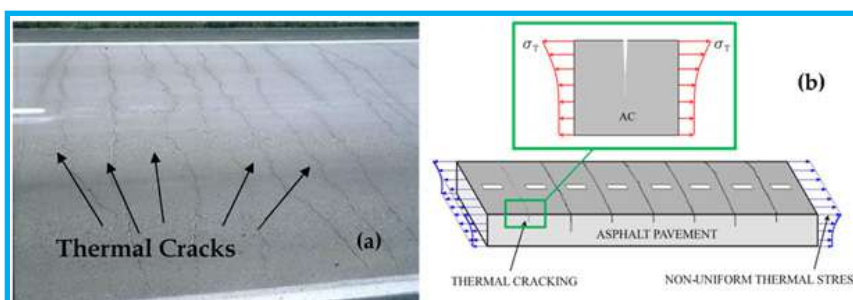 Thermal Cracks
(a)
σT
σT
(b)
AC
ASPHALT PAVEMENT
THERMAL CRACKING
NON-UNIFORM THERMAL STRES